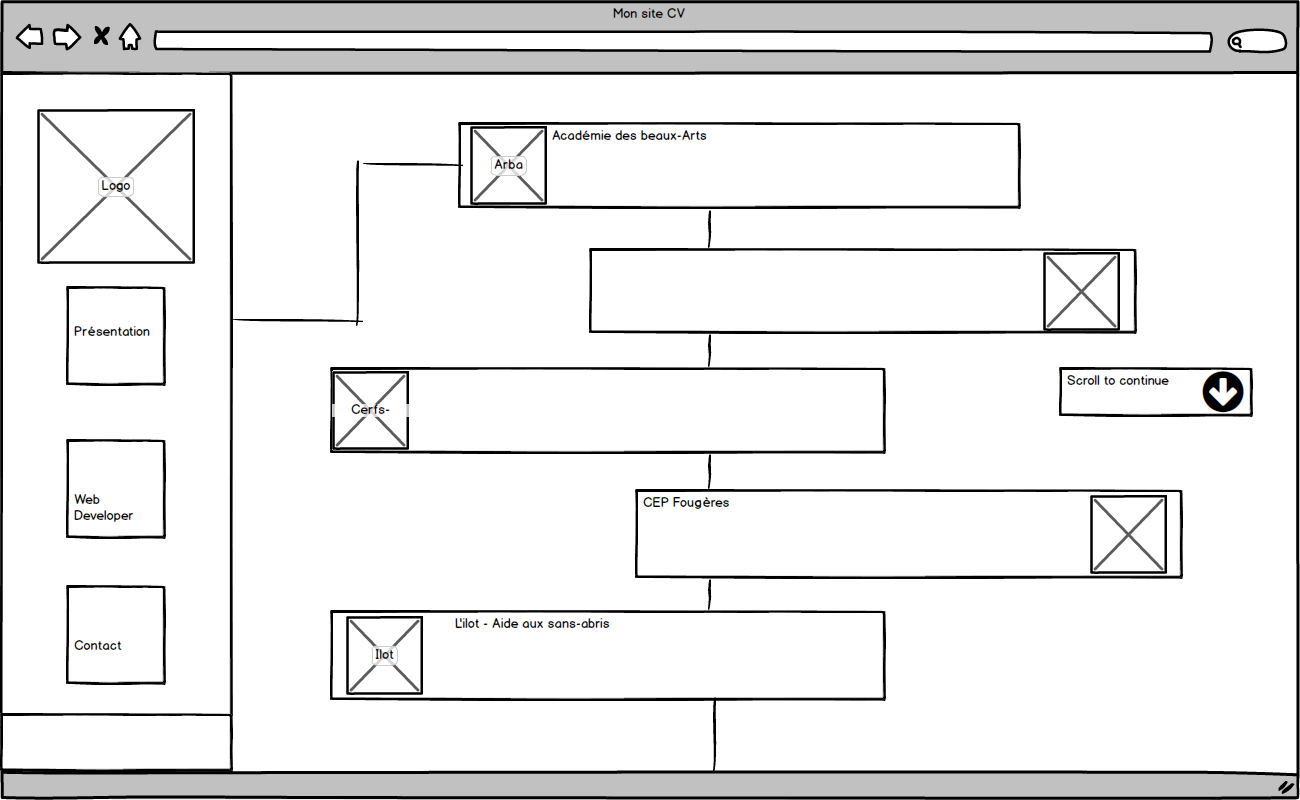 Mon site CV
Logo
Présentation
Web
Developer
Contact
Académie des beaux-Arts
Arba
Cerfs-
Scroll to continue
CEP Fougères
L'ilot - Aide aux sans-abris
Ilot